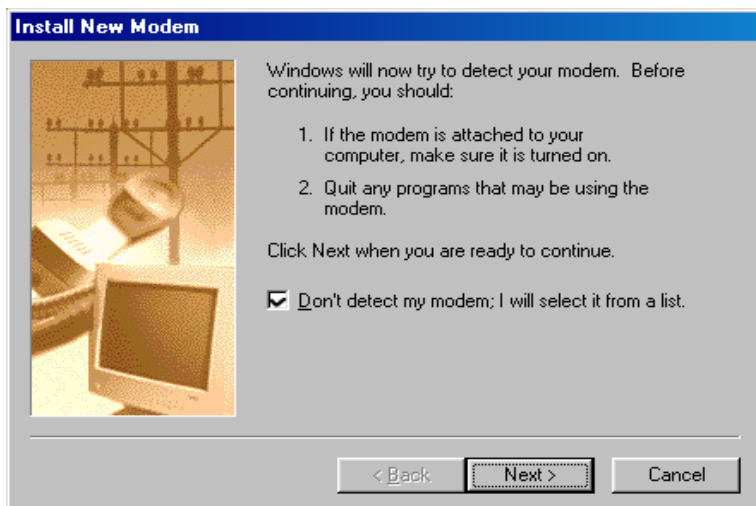 Install New Modem
Windows will now try to detect your modem.  Before
continuing, you should:
1.  If the modem is attached to your
computer, make sure it is turned on.
2.  Quit any programs that may be using the
modem.
Click Next when you are ready to continue.
Don't detect my modem; I will select it from a list.
< Back
Next >
Cancel